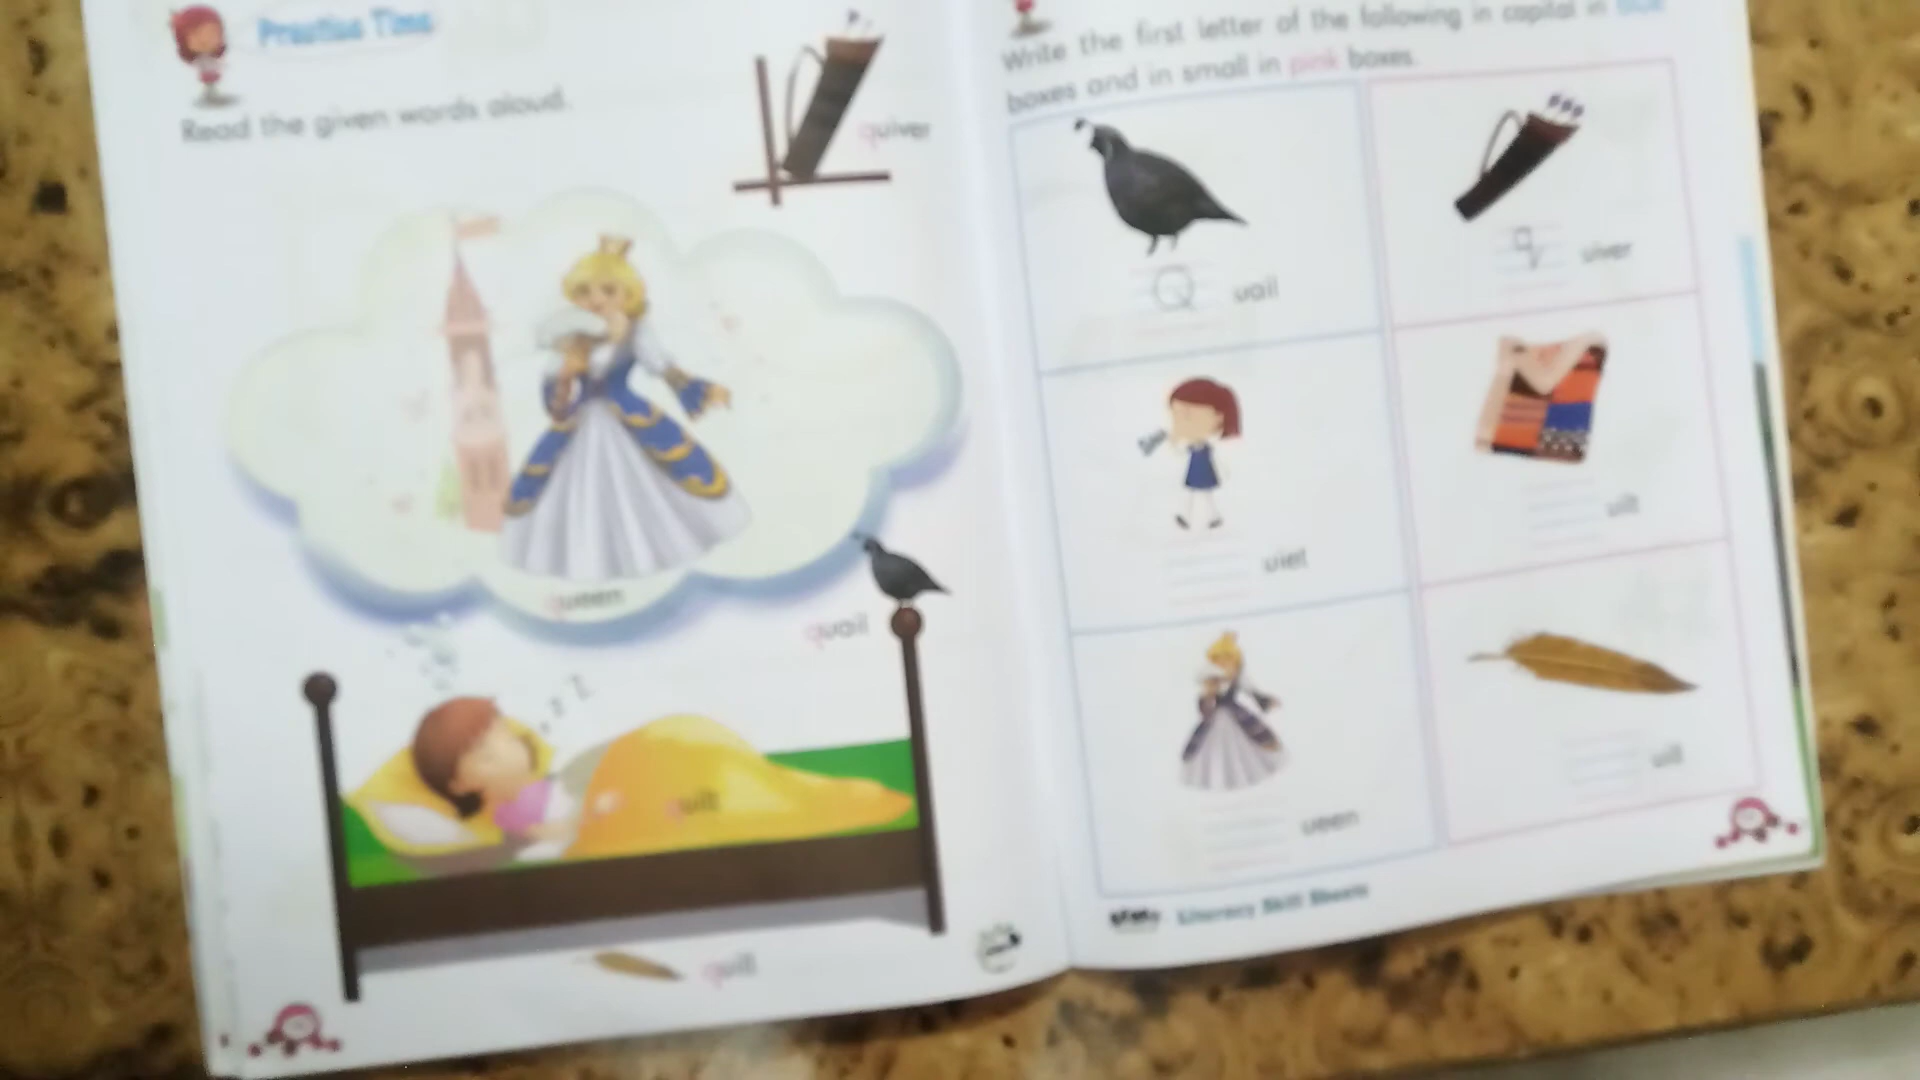 Practise Time
Read the given words aloud.
quiver
queen
quail
z z
quilt
quill
Write the first letter of the following in capital in blue
boxes and in small in pink boxes.
Q uail
q uiver
uiet
uilt
ueen
uill
Literacy Skill Sheets